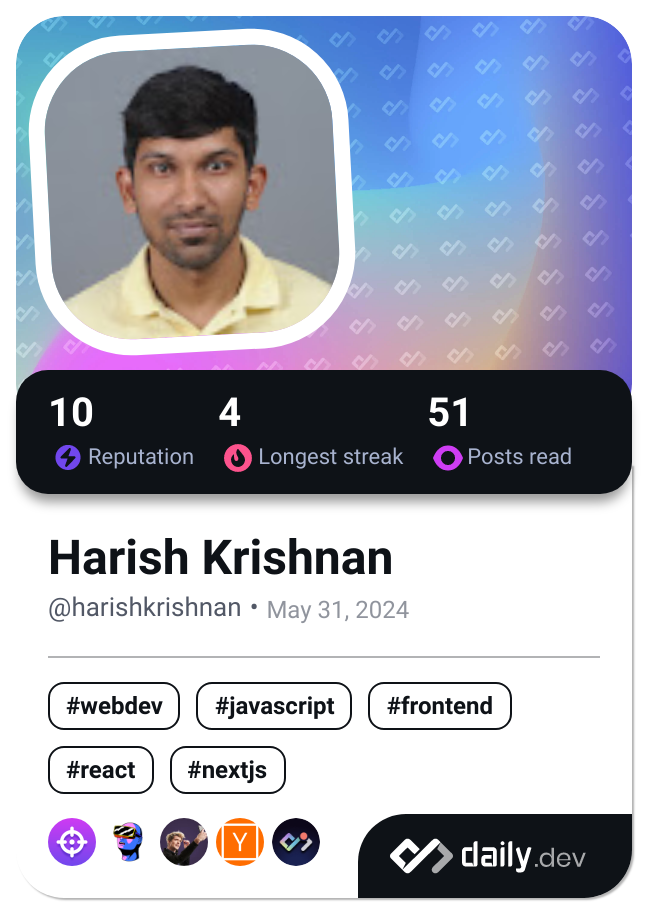 10 4 51
Reputation Longest streak Posts read
Harish Krishnan
@harishkrishnan • May 31, 2024
#webdev #javascript #frontend
#react #nextjs
Y
daily.dev